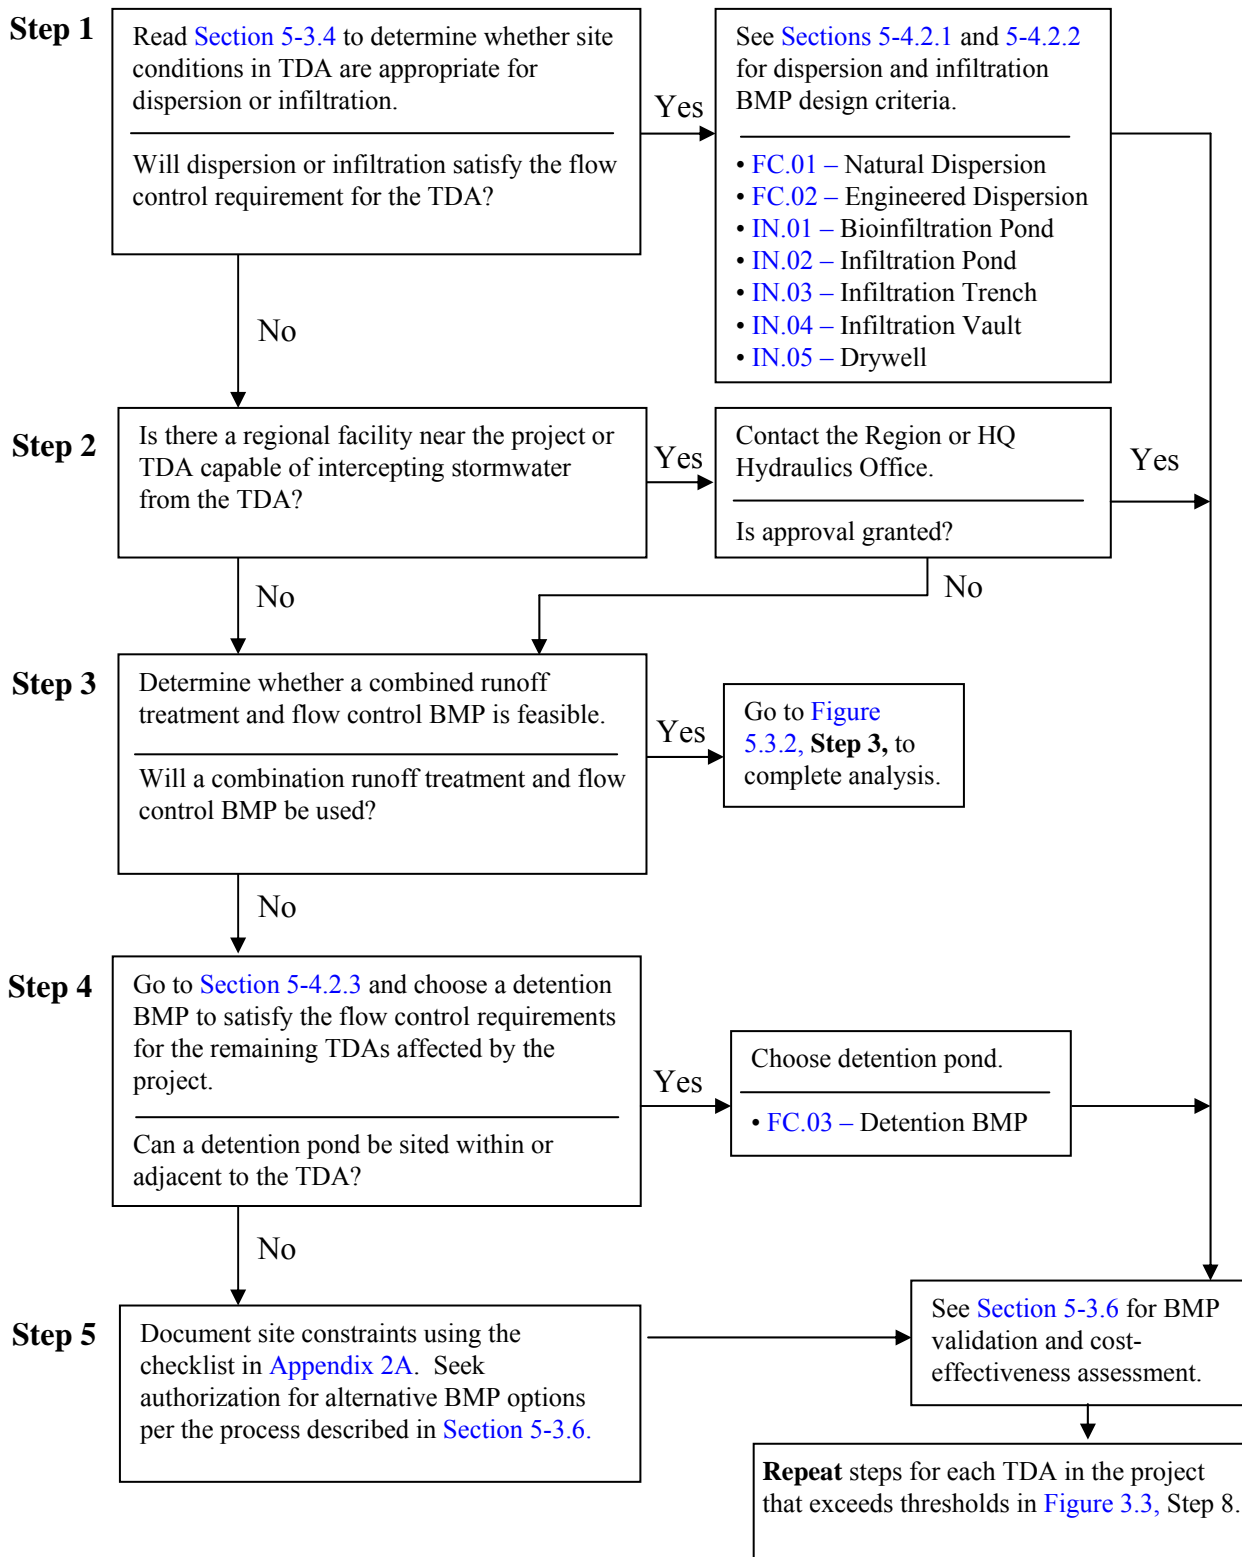 Step 1
Read Section 5-3.4 to determine whether site
conditions in TDA are appropriate for
dispersion or infiltration.
Will dispersion or infiltration satisfy the flow
control requirement for the TDA?
Yes
See Sections 5-4.2.1 and 5-4.2.2
for dispersion and infiltration
BMP design criteria.
• FC.01 – Natural Dispersion
• FC.02 – Engineered Dispersion
• IN.01 – Bioinfiltration Pond
• IN.02 – Infiltration Pond
• IN.03 – Infiltration Trench
• IN.04 – Infiltration Vault
• IN.05 – Drywell
No
Step 2
Is there a regional facility near the project or
TDA capable of intercepting stormwater
from the TDA?
Yes
Contact the Region or HQ
Hydraulics Office.
Is approval granted?
Yes
No
No
Step 3
Determine whether a combined runoff
treatment and flow control BMP is feasible.
Will a combination runoff treatment and flow
control BMP be used?
Yes
Go to Figure
5.3.2, Step 3, to
complete analysis.
No
Step 4
Go to Section 5-4.2.3 and choose a detention
BMP to satisfy the flow control requirements
for the remaining TDAs affected by the
project.
Can a detention pond be sited within or
adjacent to the TDA?
Yes
Choose detention pond.
• FC.03 – Detention BMP
No
Step 5
Document site constraints using the
checklist in Appendix 2A. Seek
authorization for alternative BMP options
per the process described in Section 5-3.6.
See Section 5-3.6 for BMP
validation and cost-
effectiveness assessment.
Repeat steps for each TDA in the project
that exceeds thresholds in Figure 3.3, Step 8.